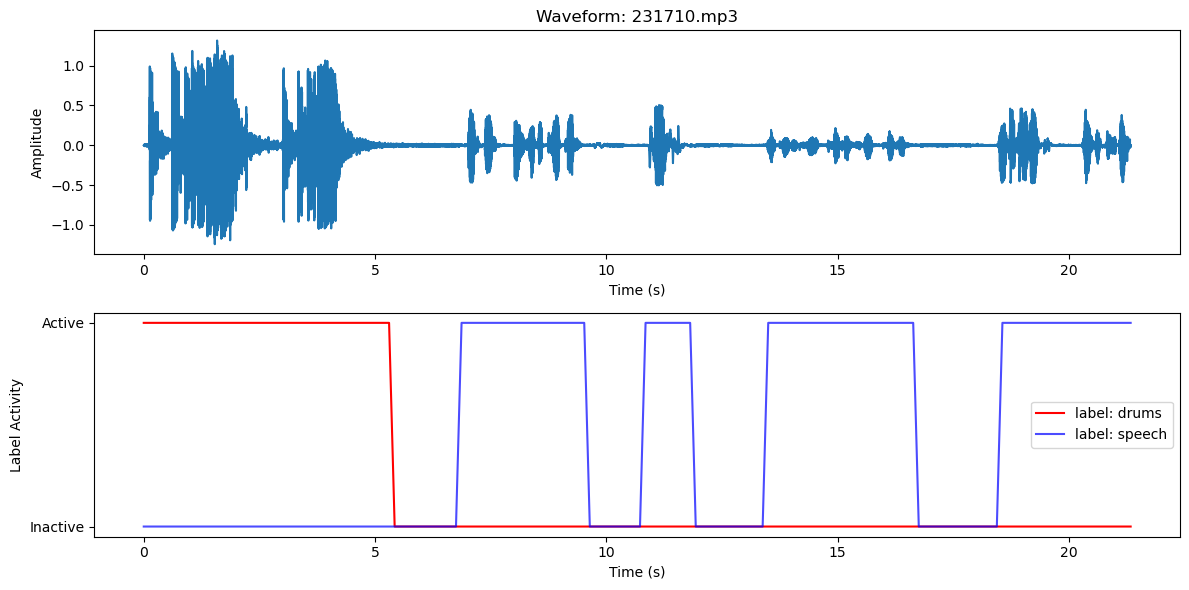 Waveform: 231710.mp3
1.0
0.5
0.0
−0.5
−1.0
Amplitude
0 5 10 15 20
Time (s)
Active
Inactive
Label Activity
label: drums
label: speech
0 5 10 15 20
Time (s)